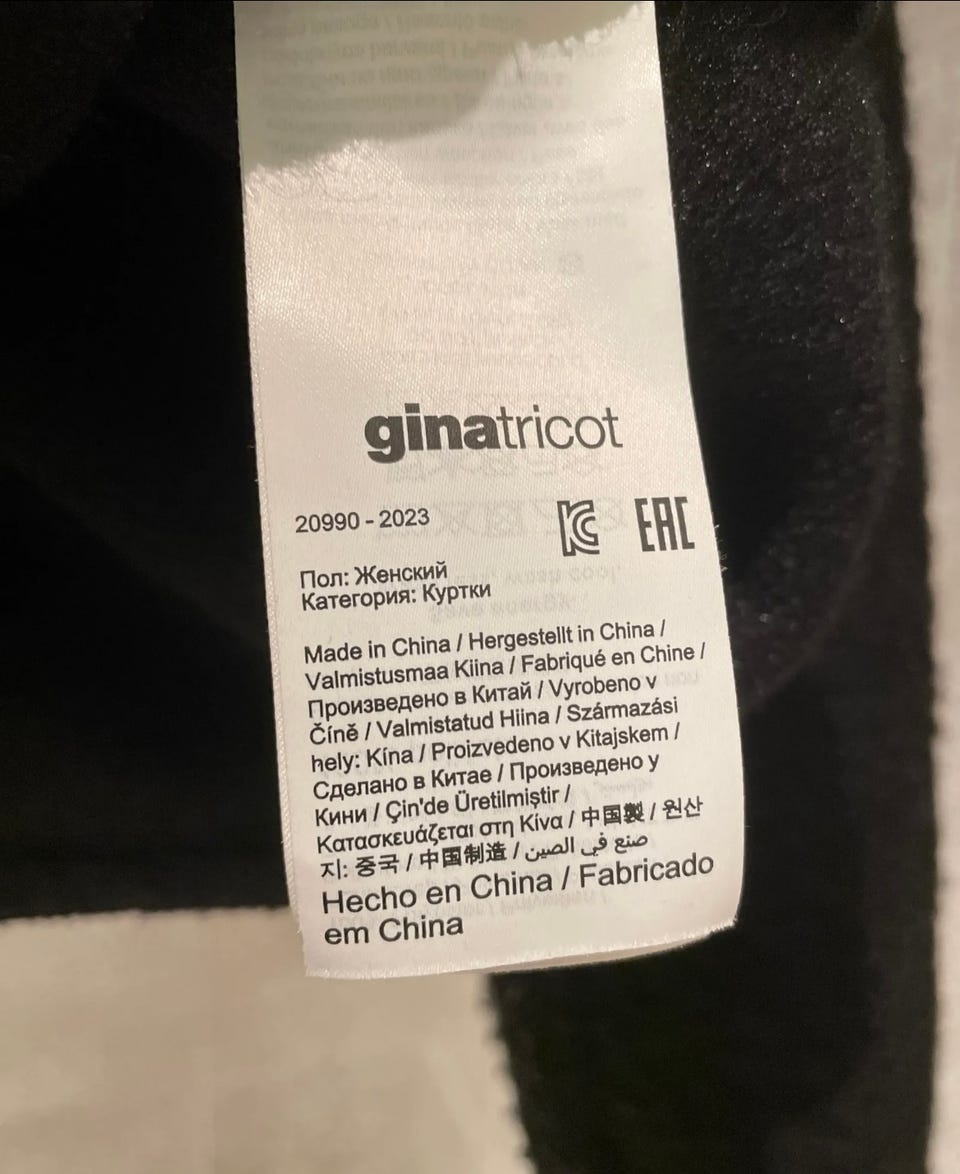 ginatricot
20990 - 2023
EAC
Пол: Женский
Категория: Куртки
Made in China / Hergestellt in China /
Valmistusmaa Kiina / Fabriqué en Chine /
Произведено в Китай / Vyrobeno v
Číně / Valmistatud Hiina / Származási
hely: Kína / Proizvedeno v Kitajskem /
Сделано в Китае / Произведено у
Кини / Çin'de Üretilmiştir /
Κατασκευάζεται στη Κίνα / 中国製 / 원산
지: 중국 / 中国制造 / صنع في الصين
Hecho en China / Fabricado
em China